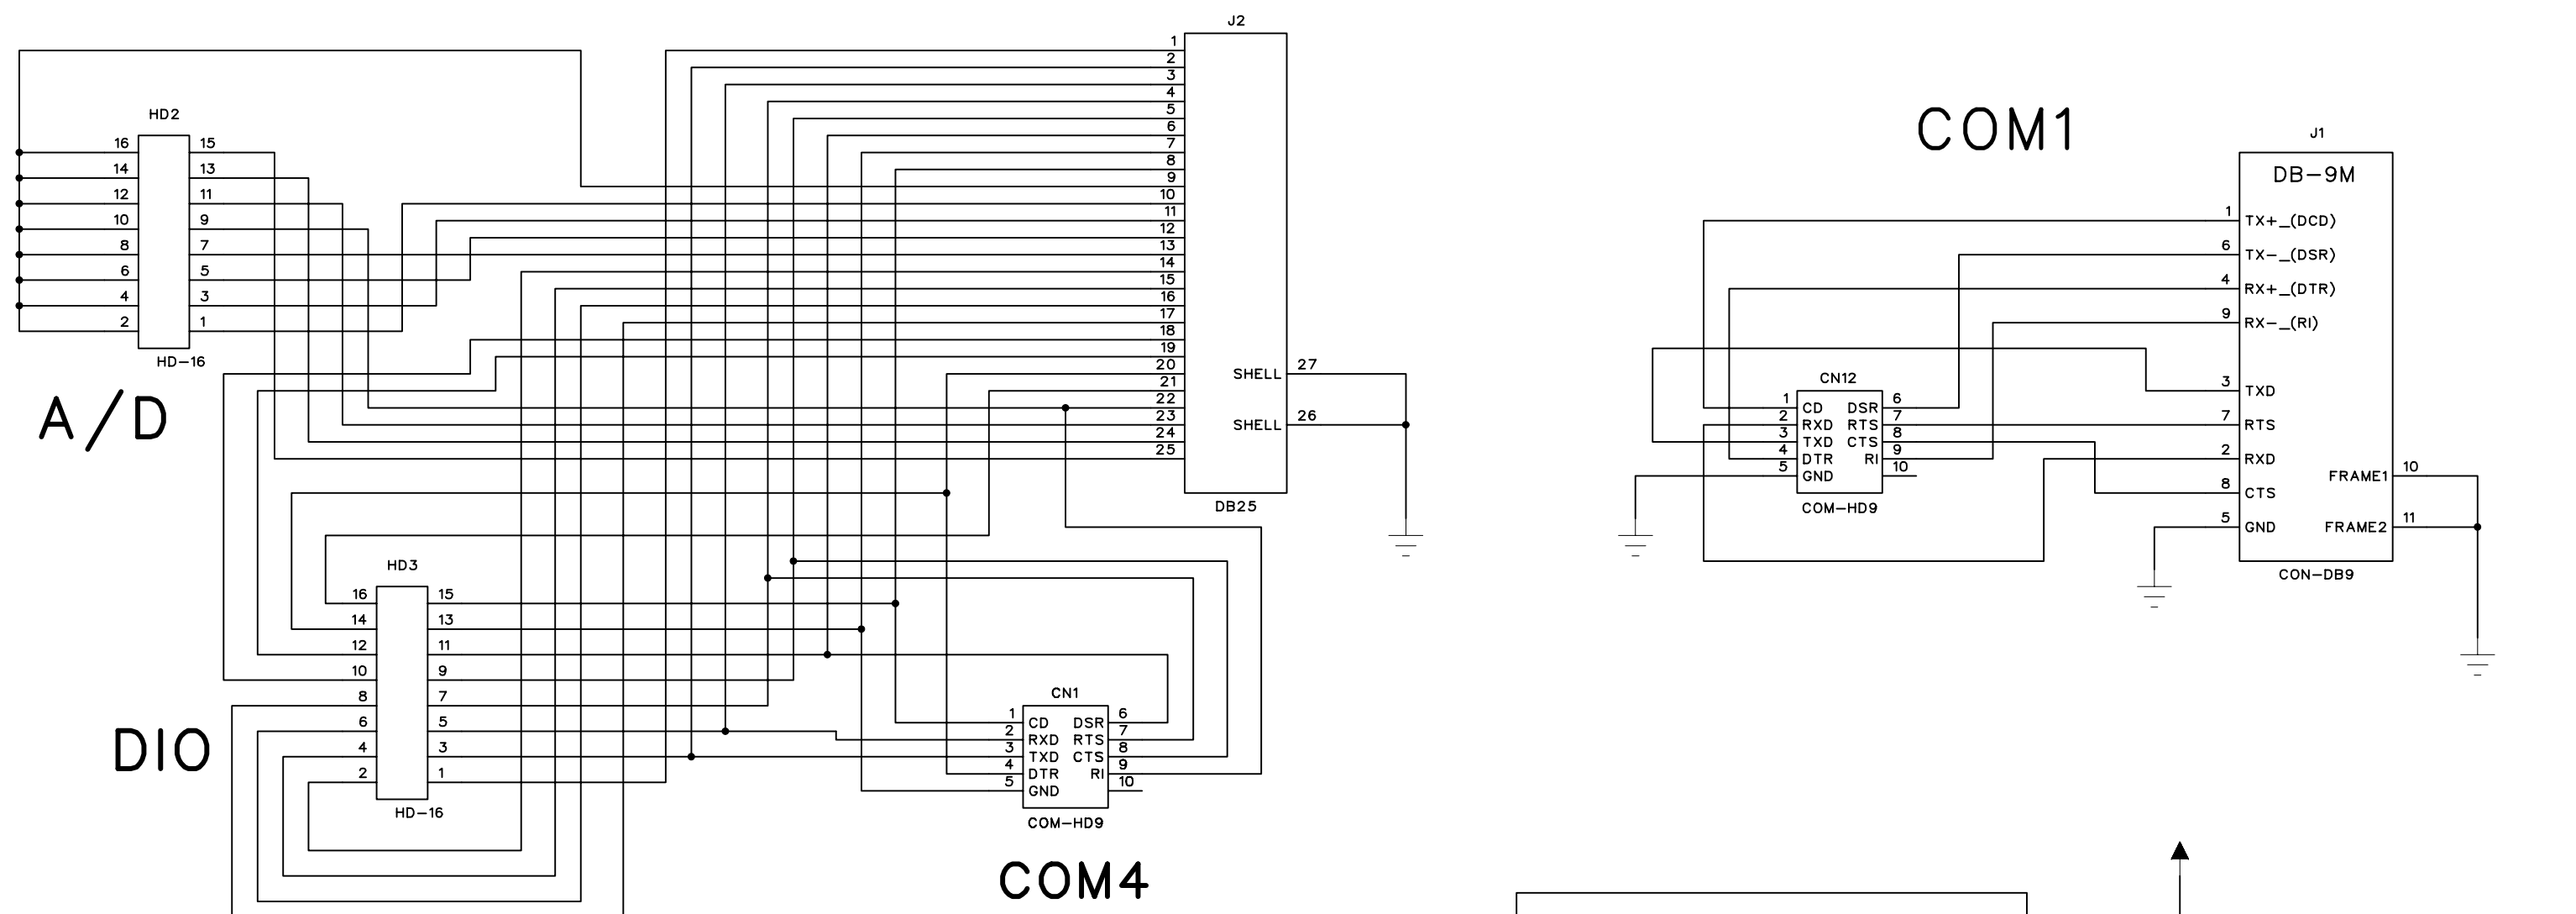 J2
1
2
3
4
5
6
7
8
9
10
11
12
13
14
15
16
17
18
19
20
21
22
23
24
25
SHELL 27
SHELL 26
DB25
HD2
16 15
14 13
12 11
10 9
8 7
6 5
4 3
2 1
HD-16
A/D
HD3
16 15
14 13
12 11
10 9
8 7
6 5
4 3
2 1
HD-16
DIO
CN1
1 CD DSR 6
2 RXD RTS 7
3 TXD CTS 8
4 DTR RI 9
5 GND 10
COM-HD9
COM4
COM1
CN12
1 CD DSR 6
2 RXD RTS 7
3 TXD CTS 8
4 DTR RI 9
5 GND 10
COM-HD9
J1
DB-9M
1 TX+_(DCD)
6 TX-_(DSR)
4 RX+_(DTR)
9 RX-_(RI)
3 TXD
7 RTS
2 RXD
8 CTS
5 GND
FRAME1 10
FRAME2 11
CON-DB9